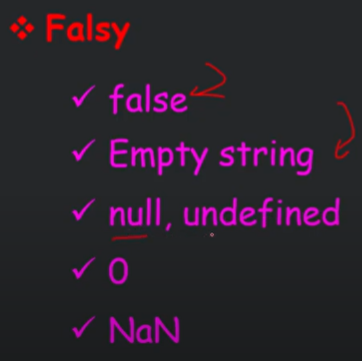 ❖ Falsy
✓ false
✓ Empty string
✓ null, undefined
✓ 0
✓ NaN